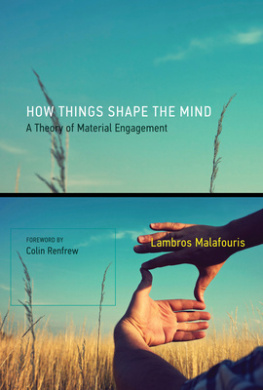 HOW THINGS SHAPE THE MIND
A Theory of Material Engagement
Lambros Malafouris
FOREWORD BY
Colin Renfrew